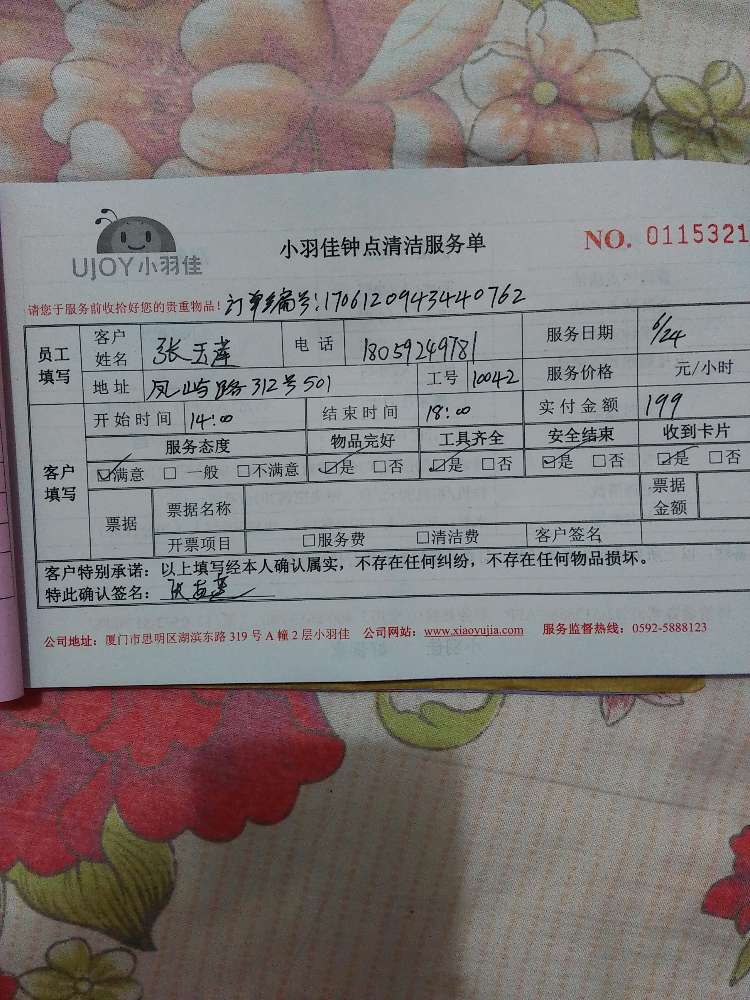 UJOY小羽佳
小羽佳钟点清洁服务单
NO. 0115321
请您于服务前收拾好您的贵重物品！订单编号:17061209434440762
员工填写 客户姓名 张玉萍 电话 18059249781 服务日期 6/24
地址 凤屿路312号501 工号 10042 服务价格 元/小时
客户填写 开始时间 14:00 结束时间 18:00 实付金额 199
服务态度 物品完好 工具齐全 安全结束 收到卡片
☑满意 □ 一般 □不满意 ☑是 □否 ☑是 □否 ☑是 □否 ☑是 □否
票据 票据名称 票据金额
开票项目 □服务费 □清洁费 客户签名
客户特别承诺：以上填写经本人确认属实，不存在任何纠纷，不存在任何物品损坏。
特此确认签名：
公司地址：厦门市思明区湖滨东路 319 号 A 幢 2 层小羽佳 公司网站：www.xiaoyujia.com 服务监督热线：0592-5888123